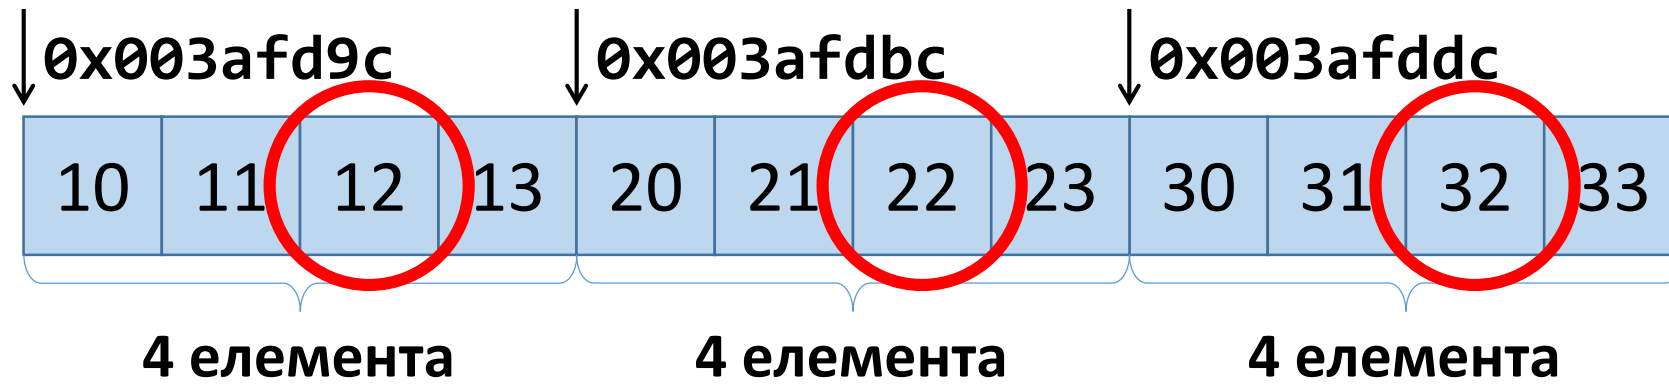 0x003afd9c 0x003afdbc 0x003afddc
10 11 12 13 20 21 22 23 30 31 32 33
4 елемента 4 елемента 4 елемента